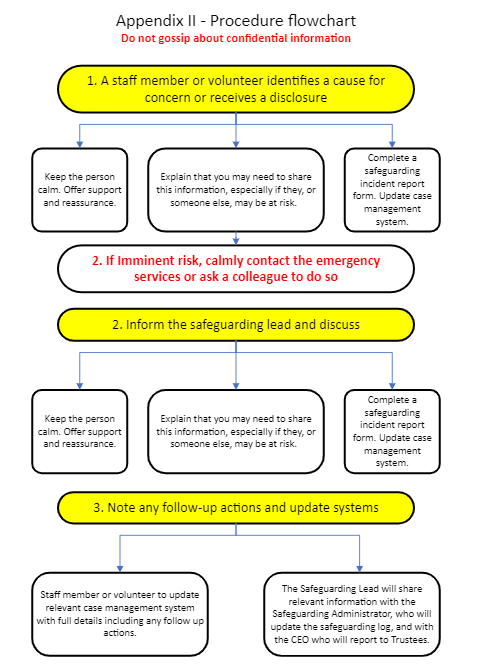 Appendix II - Procedure flowchart
Do not gossip about confidential information
1. A staff member or volunteer identifies a cause for
concern or receives a disclosure
Keep the person
calm. Offer support
and reassurance.
Explain that you may need to share
this information, especially if they, or
someone else, may be at risk.
Complete a
safeguarding
incident report
form. Update case
management
system.
2. If Imminent risk, calmly contact the emergency
services or ask a colleague to do so
2. Inform the safeguarding lead and discuss
Keep the person
calm. Offer support
and reassurance.
Explain that you may need to share
this information, especially if they, or
someone else, may be at risk.
Complete a
safeguarding
incident report
form. Update case
management
system.
3. Note any follow-up actions and update systems
Staff member or volunteer to update
relevant case management system
with full details including any follow up
actions.
The Safeguarding Lead will share
relevant information with the
Safeguarding Administrator, who will
update the safeguarding log, and with
the CEO who will report to Trustees.